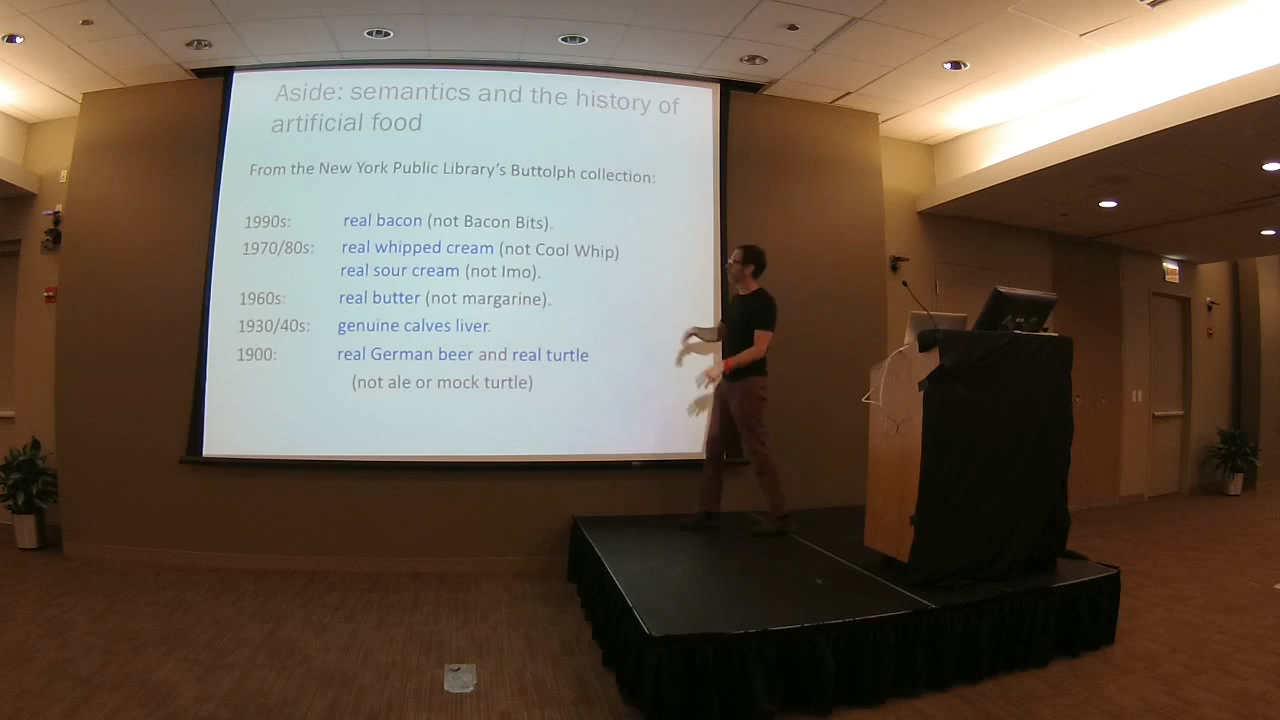 Aside: semantics and the history of
artificial food
From the New York Public Library's Buttolph collection:
1990s: real bacon (not Bacon Bits).
1970/80s: real whipped cream (not Cool Whip)
real sour cream (not Imo).
1960s: real butter (not margarine).
1930/40s: genuine calves liver.
1900: real German beer and real turtle
(not ale or mock turtle)